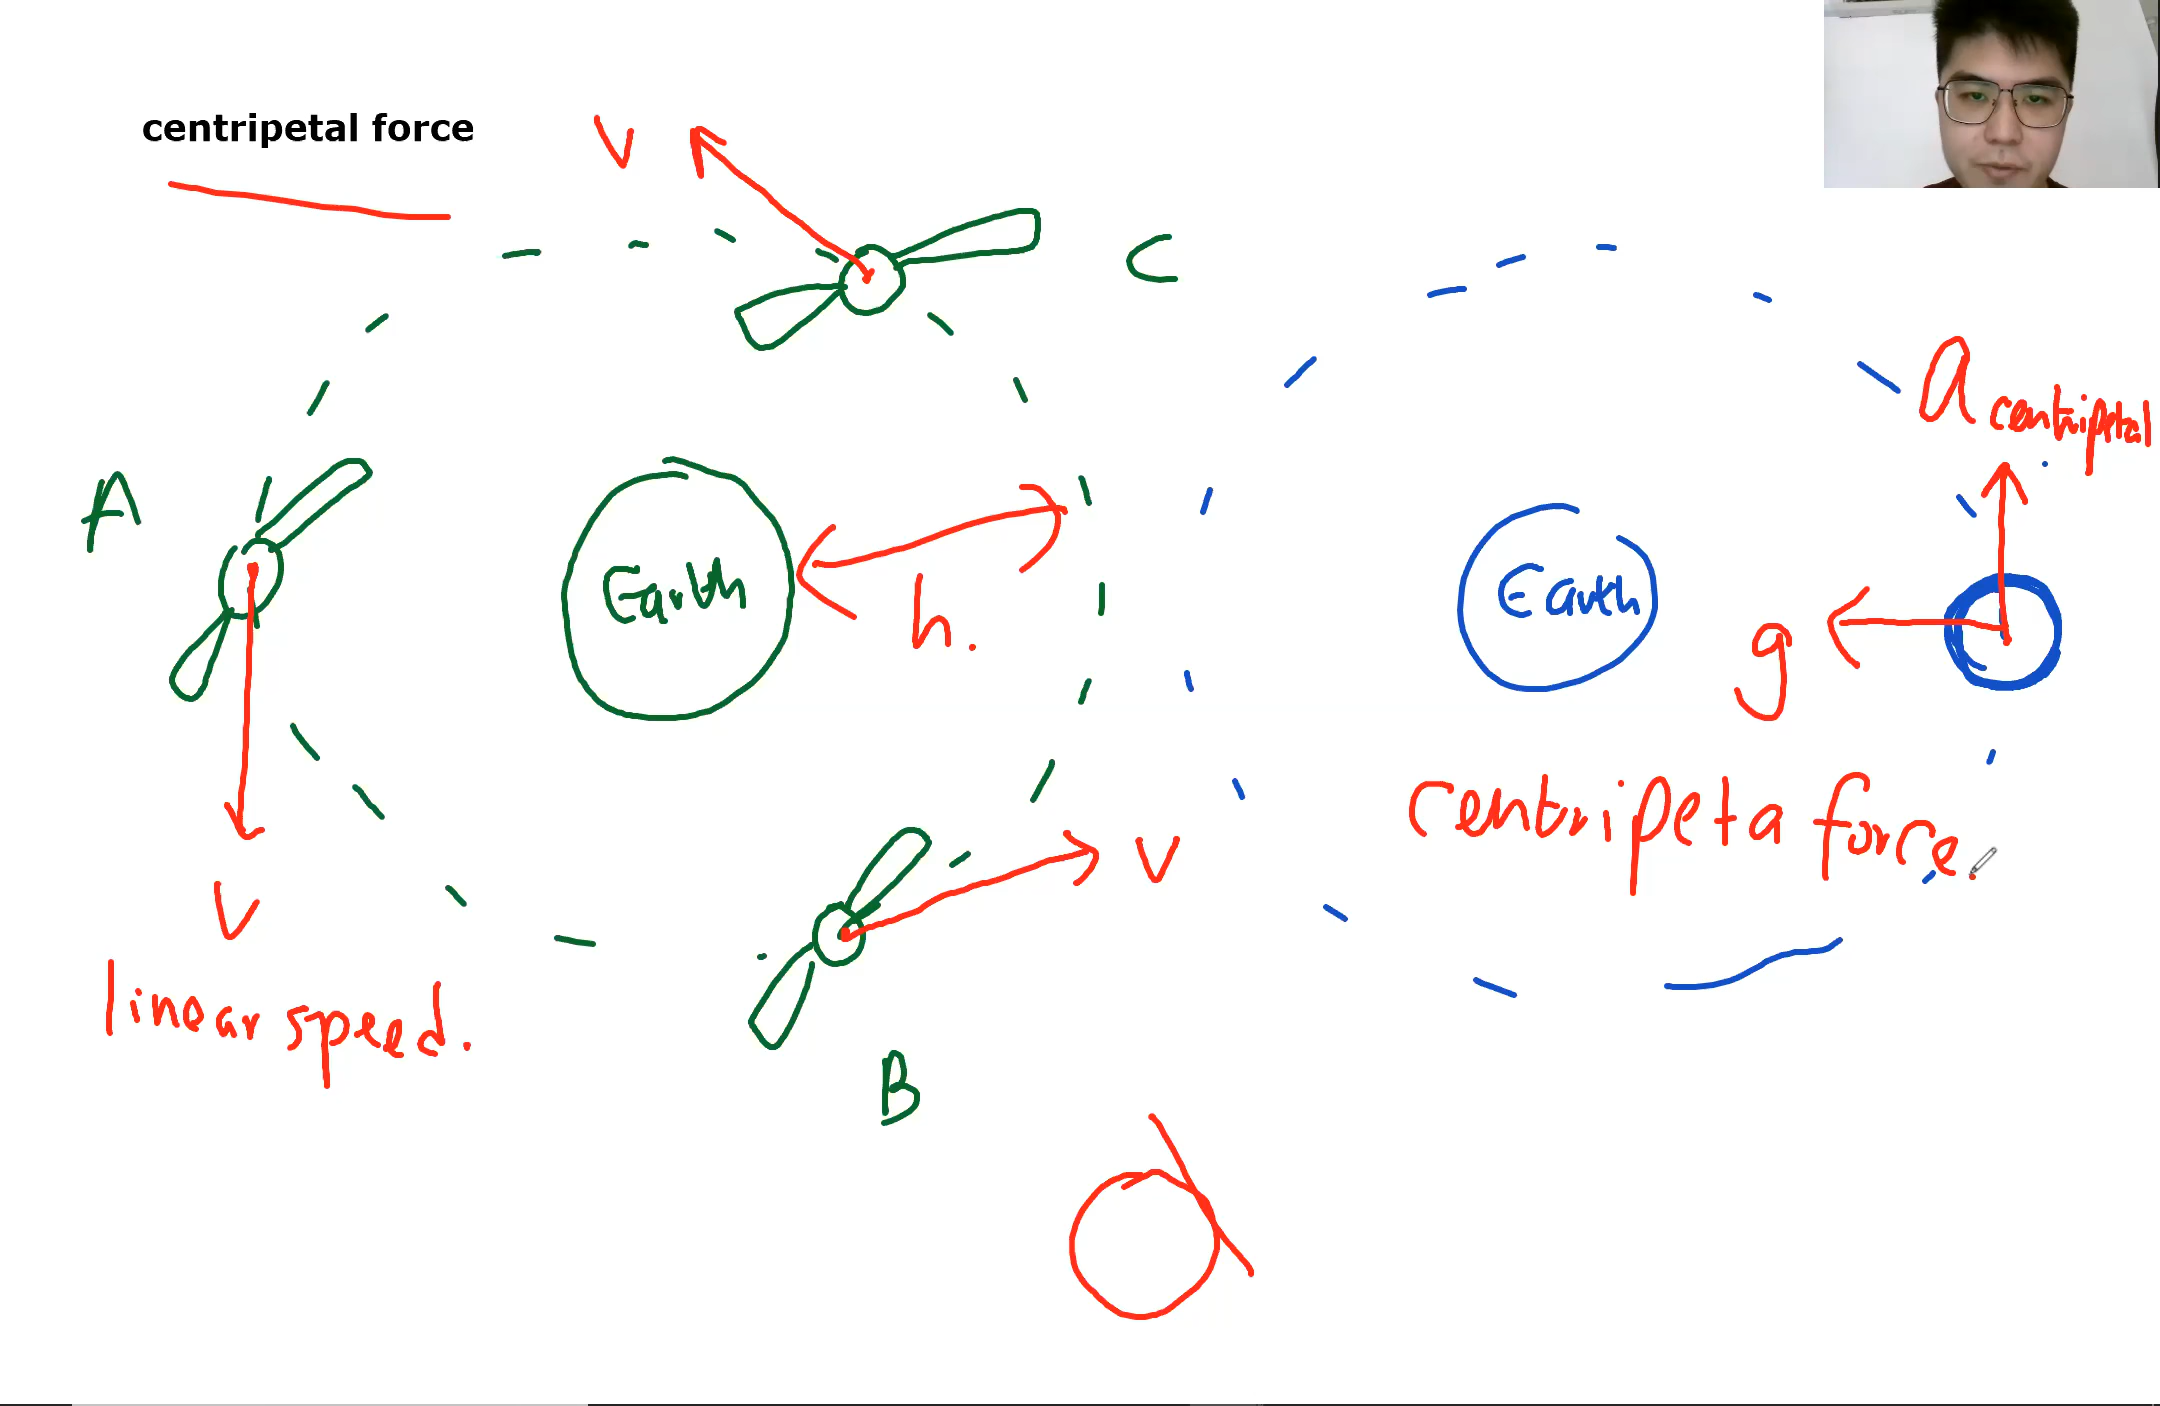 centripetal force
V
C
a centripetal
A
Earth
h.
Earth
g
centripeta force.
V
V
linear speed.
B